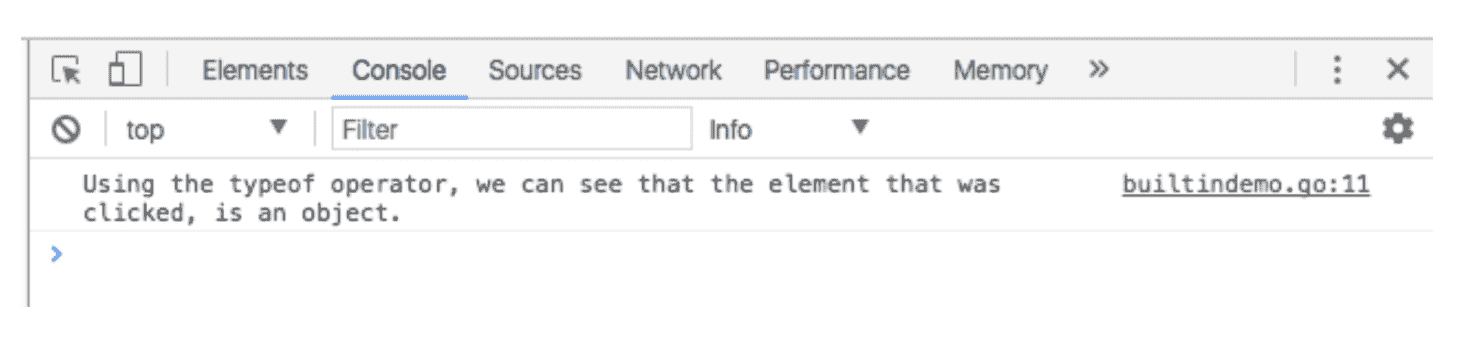 Elements Console Sources Network Performance Memory »
top Filter Info
Using the typeof operator, we can see that the element that was builtindemo.go:11
clicked, is an object.